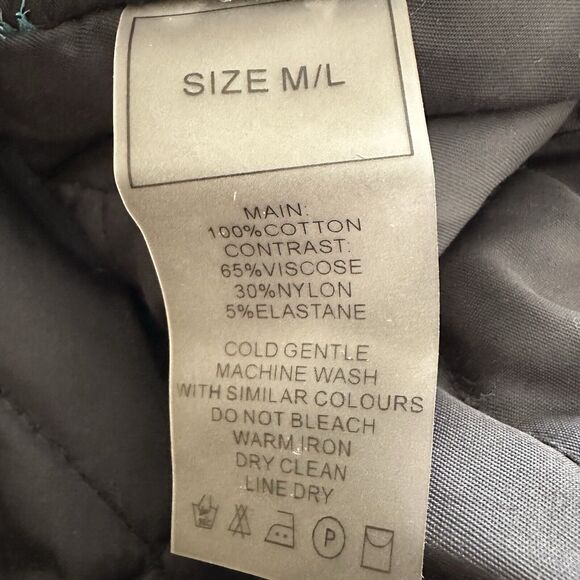 SIZE M/L
MAIN:
100%COTTON
CONTRAST:
65%VISCOSE
30%NYLON
5%ELASTANE
COLD GENTLE
MACHINE WASH
WITH SIMILAR COLOURS
DO NOT BLEACH
WARM IRON
DRY CLEAN
LINE DRY
P